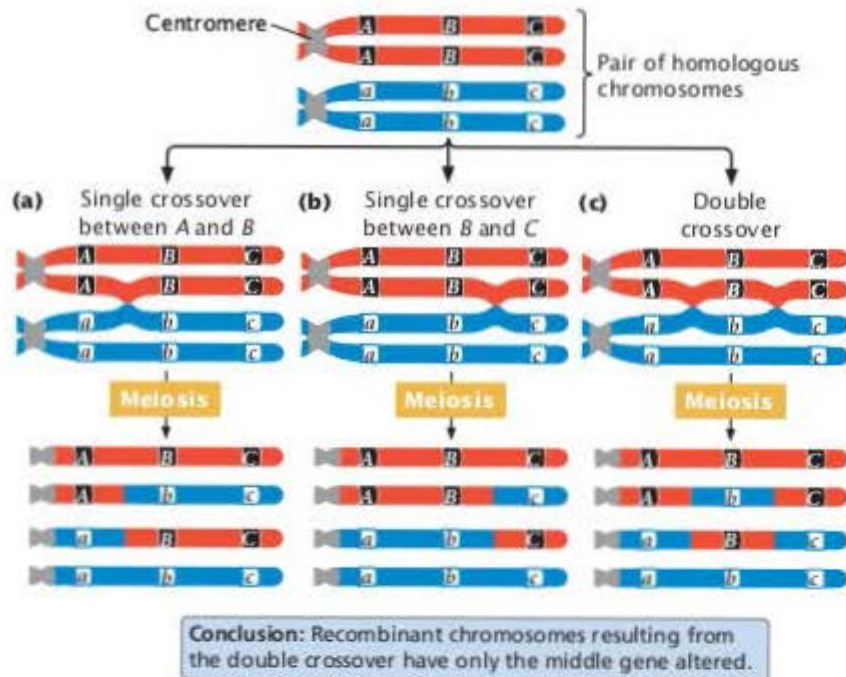 Centromere
A B C
A B C
a b c
a b c
Pair of homologous
chromosomes
(a) Single crossover
between A and B
(b) Single crossover
between B and C
(c) Double
crossover
A B C
A B C
a b c
a b c
A B C
A B C
a b c
a b c
A B C
A B C
a b c
a b c
Meiosis
Meiosis
Meiosis
A B C
A b c
a B C
a b c
A B C
A B c
a b C
a b c
A B C
A b C
a B c
a b c
Conclusion: Recombinant chromosomes resulting from
the double crossover have only the middle gene altered.